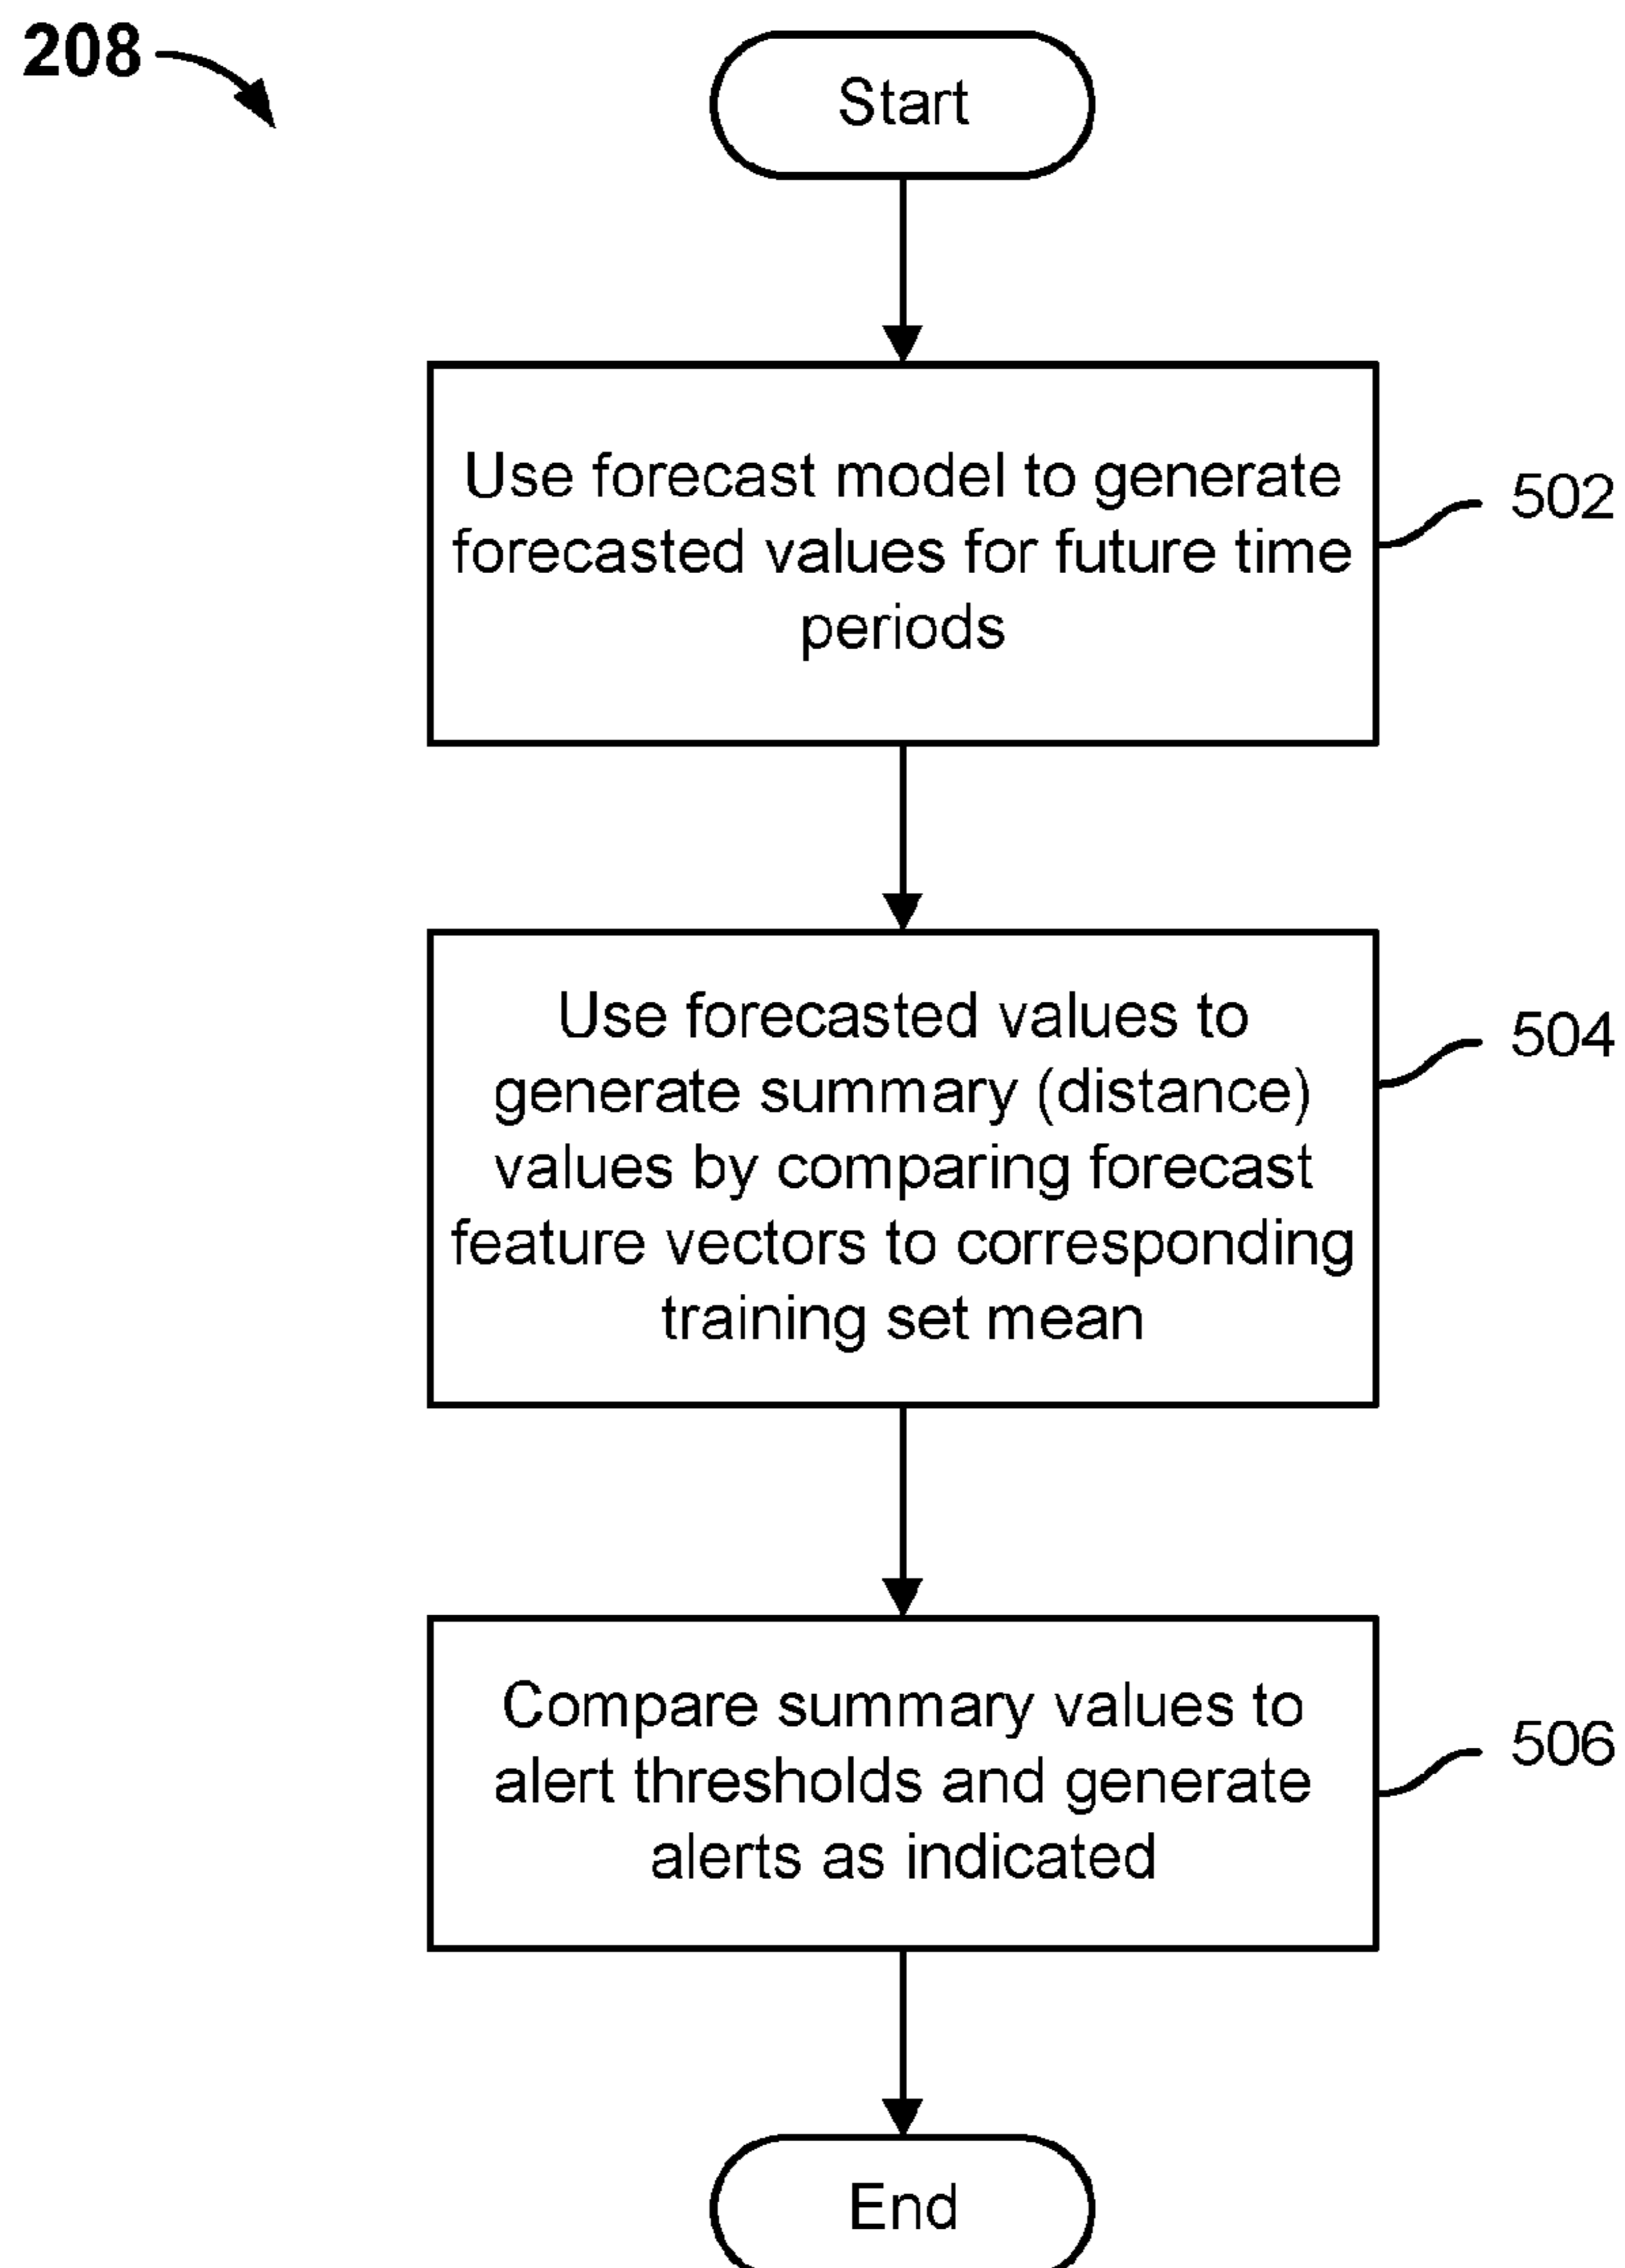 208
Start
Use forecast model to generate
forecasted values for future time
periods
502
Use forecasted values to
generate summary (distance)
values by comparing forecast
feature vectors to corresponding
training set mean
504
Compare summary values to
alert thresholds and generate
alerts as indicated
506
End